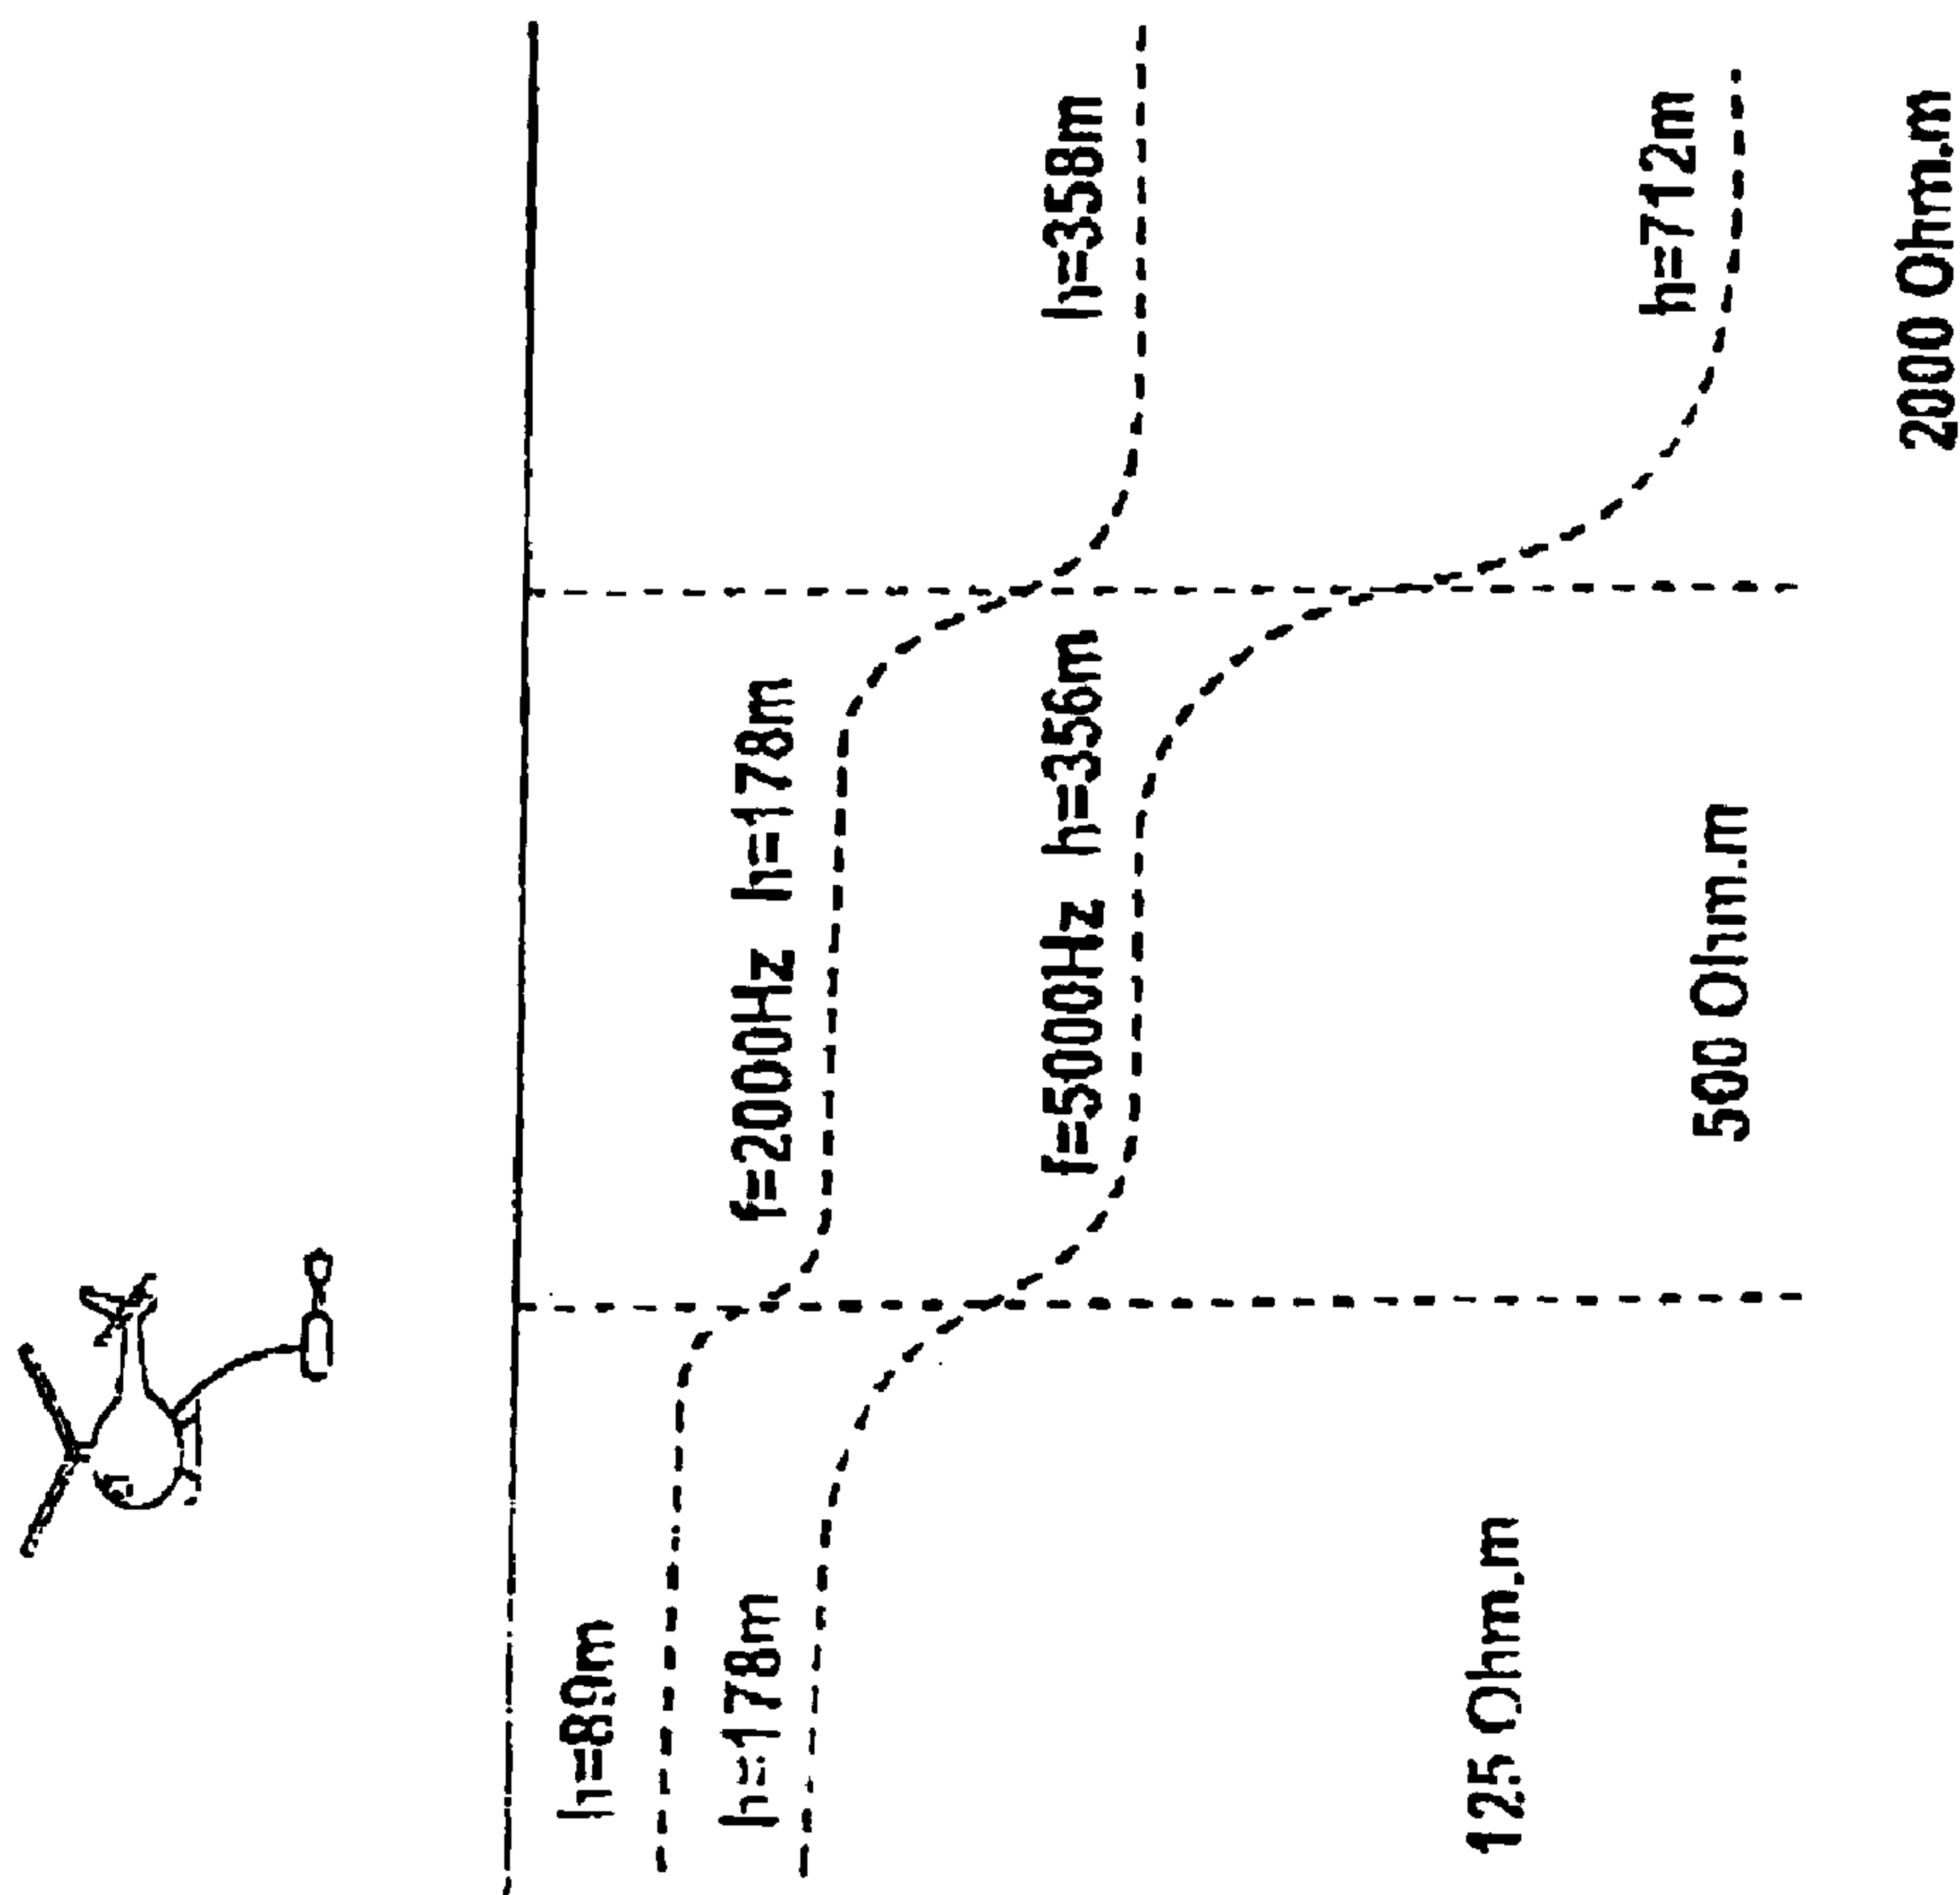 h=89m
h=178m
f=2000Hz h=178m
f=5000Hz h=356m
h=358m
125 Ohm.m
h=712m
500 Ohm.m
2000 Ohm.m